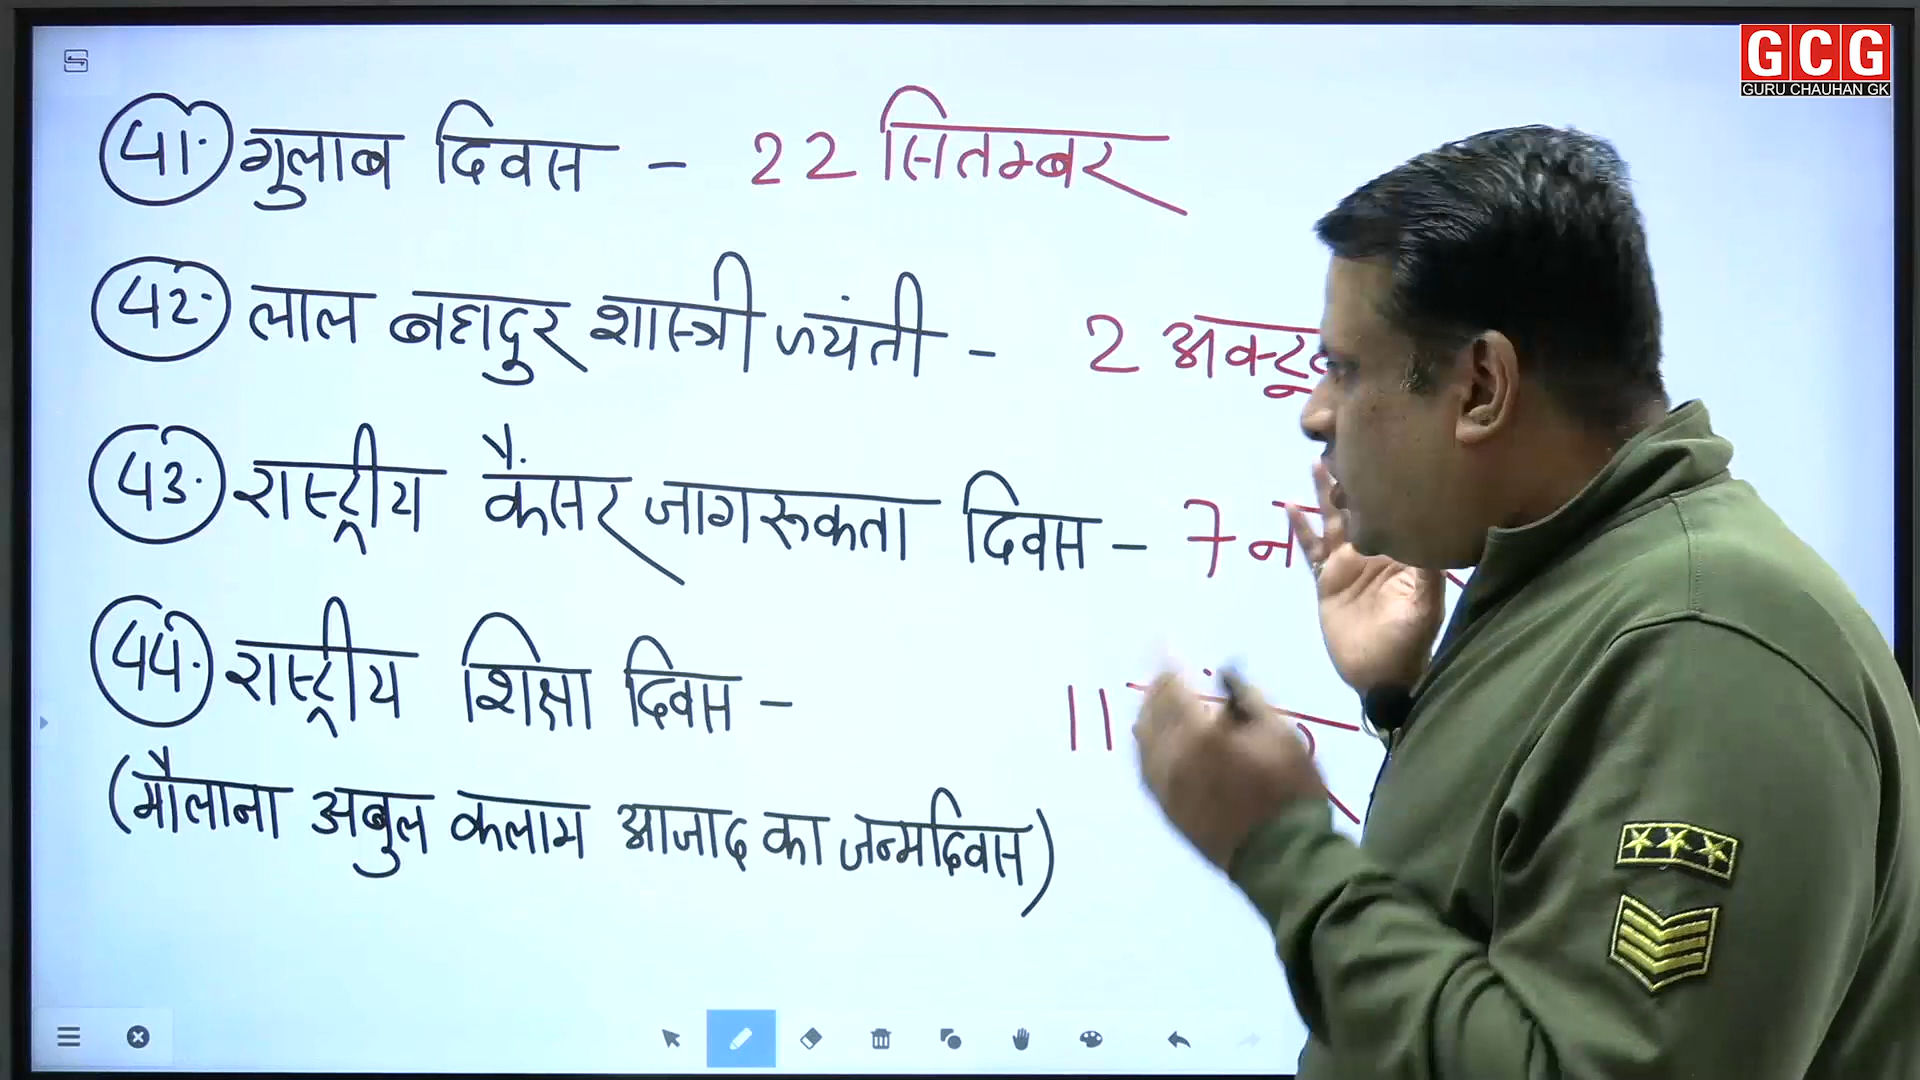 GCG
GURU CHAUHAN GK
41. गुलाब दिवस - 22 सितम्बर
42. लाल बहादुर शास्त्री जयंती - 2
43. राष्ट्रीय कैंसर जागरूकता दिवस - 7
44. राष्ट्रीय शिक्षा दिवस - 11
(मौलाना अबुल कलाम आजाद का जन्मदिवस)